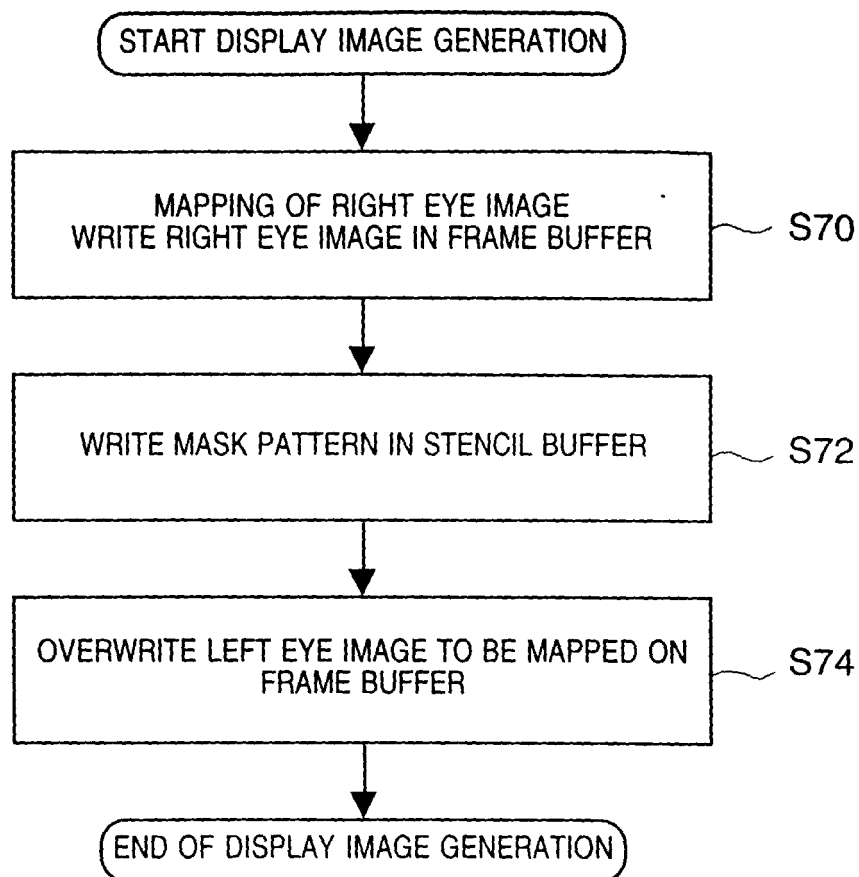 START DISPLAY IMAGE GENERATION
MAPPING OF RIGHT EYE IMAGE
WRITE RIGHT EYE IMAGE IN FRAME BUFFER
S70
WRITE MASK PATTERN IN STENCIL BUFFER
S72
OVERWRITE LEFT EYE IMAGE TO BE MAPPED ON
FRAME BUFFER
S74
END OF DISPLAY IMAGE GENERATION